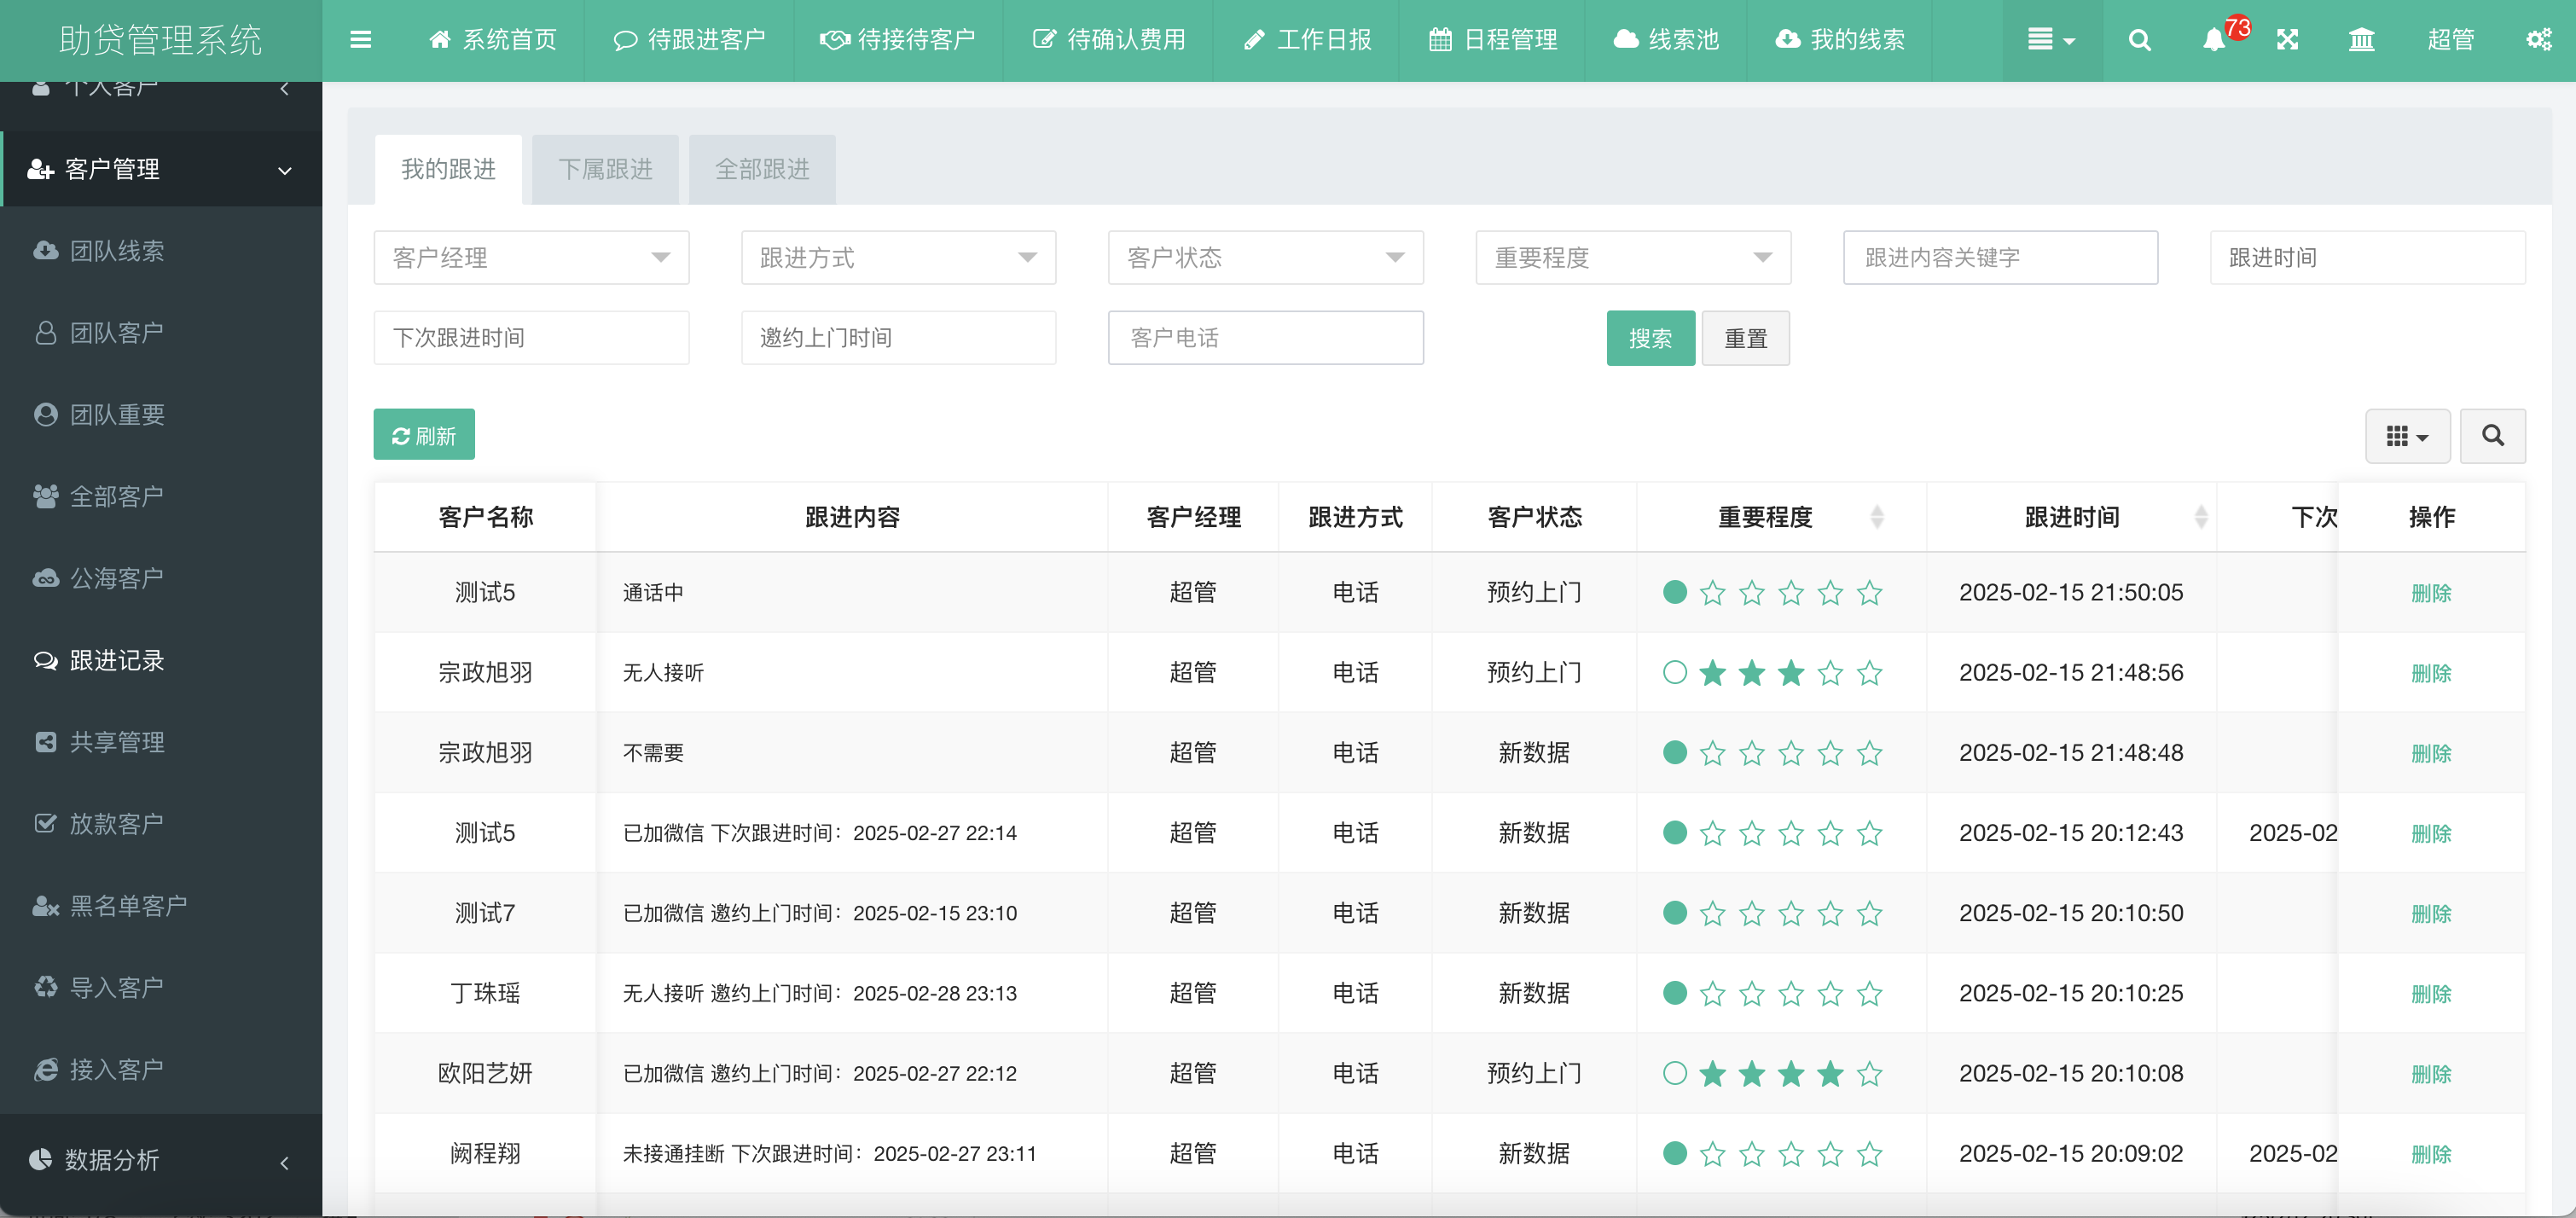 助贷管理系统
系统首页 待跟进客户 待接待客户 待确认费用 工作日报 日程管理 线索池 我的线索 73 超管
个人客户
客户管理
团队线索
团队客户
团队重要
全部客户
公海客户
跟进记录
共享管理
放款客户
黑名单客户
导入客户
接入客户
数据分析
我的跟进 下属跟进 全部跟进
客户经理 跟进方式 客户状态 重要程度 跟进内容关键字 跟进时间
下次跟进时间 邀约上门时间 客户电话 搜索 重置
刷新
客户名称 跟进内容 客户经理 跟进方式 客户状态 重要程度 跟进时间 下次 操作
测试5 通话中 超管 电话 预约上门 2025-02-15 21:50:05 删除
宗政旭羽 无人接听 超管 电话 预约上门 2025-02-15 21:48:56 删除
宗政旭羽 不需要 超管 电话 新数据 2025-02-15 21:48:48 删除
测试5 已加微信 下次跟进时间：2025-02-27 22:14 超管 电话 新数据 2025-02-15 20:12:43 2025-02 删除
测试7 已加微信 邀约上门时间：2025-02-15 23:10 超管 电话 新数据 2025-02-15 20:10:50 删除
丁珠瑶 无人接听 邀约上门时间：2025-02-28 23:13 超管 电话 新数据 2025-02-15 20:10:25 删除
欧阳艺妍 已加微信 邀约上门时间：2025-02-27 22:12 超管 电话 预约上门 2025-02-15 20:10:08 删除
阙程翔 未接通挂断 下次跟进时间：2025-02-27 23:11 超管 电话 新数据 2025-02-15 20:09:02 2025-02 删除